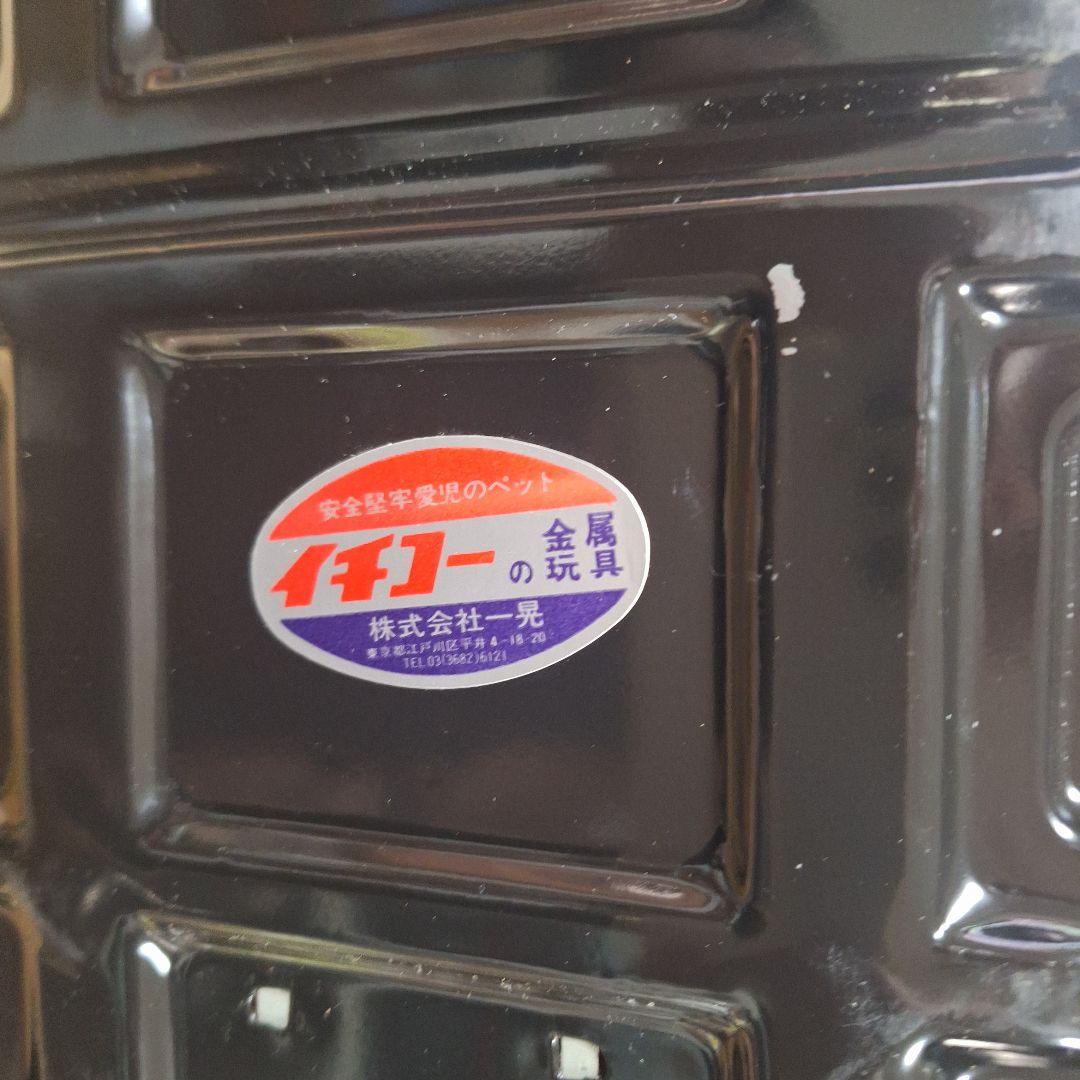 安全堅牢愛児のペット
イチコーの金属玩具
株式会社一晃
東京都江戸川区平井4-18-20
TEL.03(3682)6121